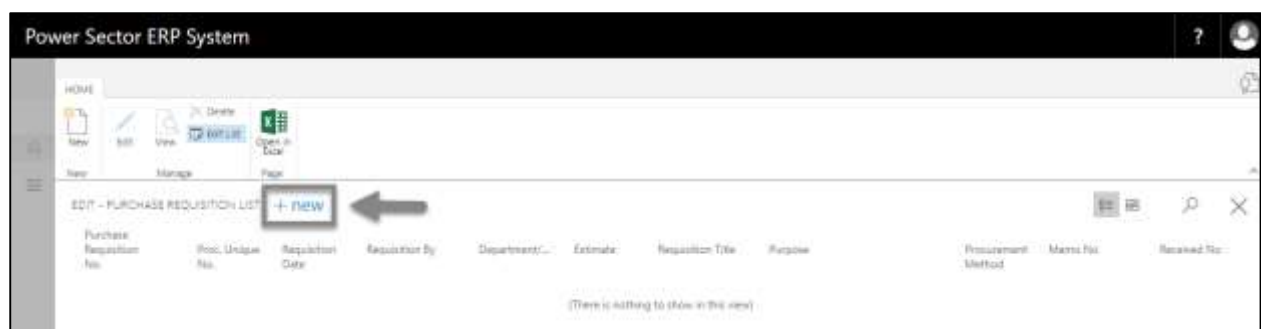 Power Sector ERP System ?
HOME
New
Edit
View
Delete
Edit List
Open in
Excel
New Manage Page
EDIT - PURCHASE REQUISITION LIST + new
Purchase
Requisition
No.
Proc. Unique
No.
Requisition
Date
Requisition By
Department/...
Estimate
Requisition Title
Purpose
Procurement
Method
Memo No.
Received No.
(There is nothing to show in this view)